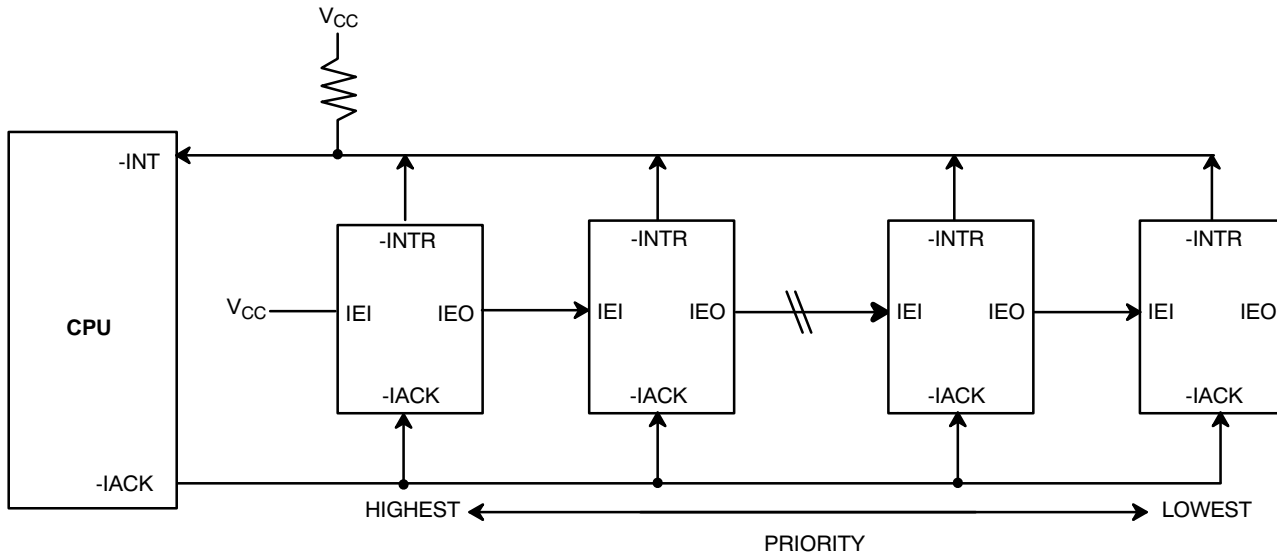 VCC
-INT
-INTR
-INTR
-INTR
-INTR
VCC
IEI
IEO
IEI
IEO
IEI
IEO
IEI
IEO
CPU
-IACK
-IACK
-IACK
-IACK
-IACK
HIGHEST
LOWEST
PRIORITY